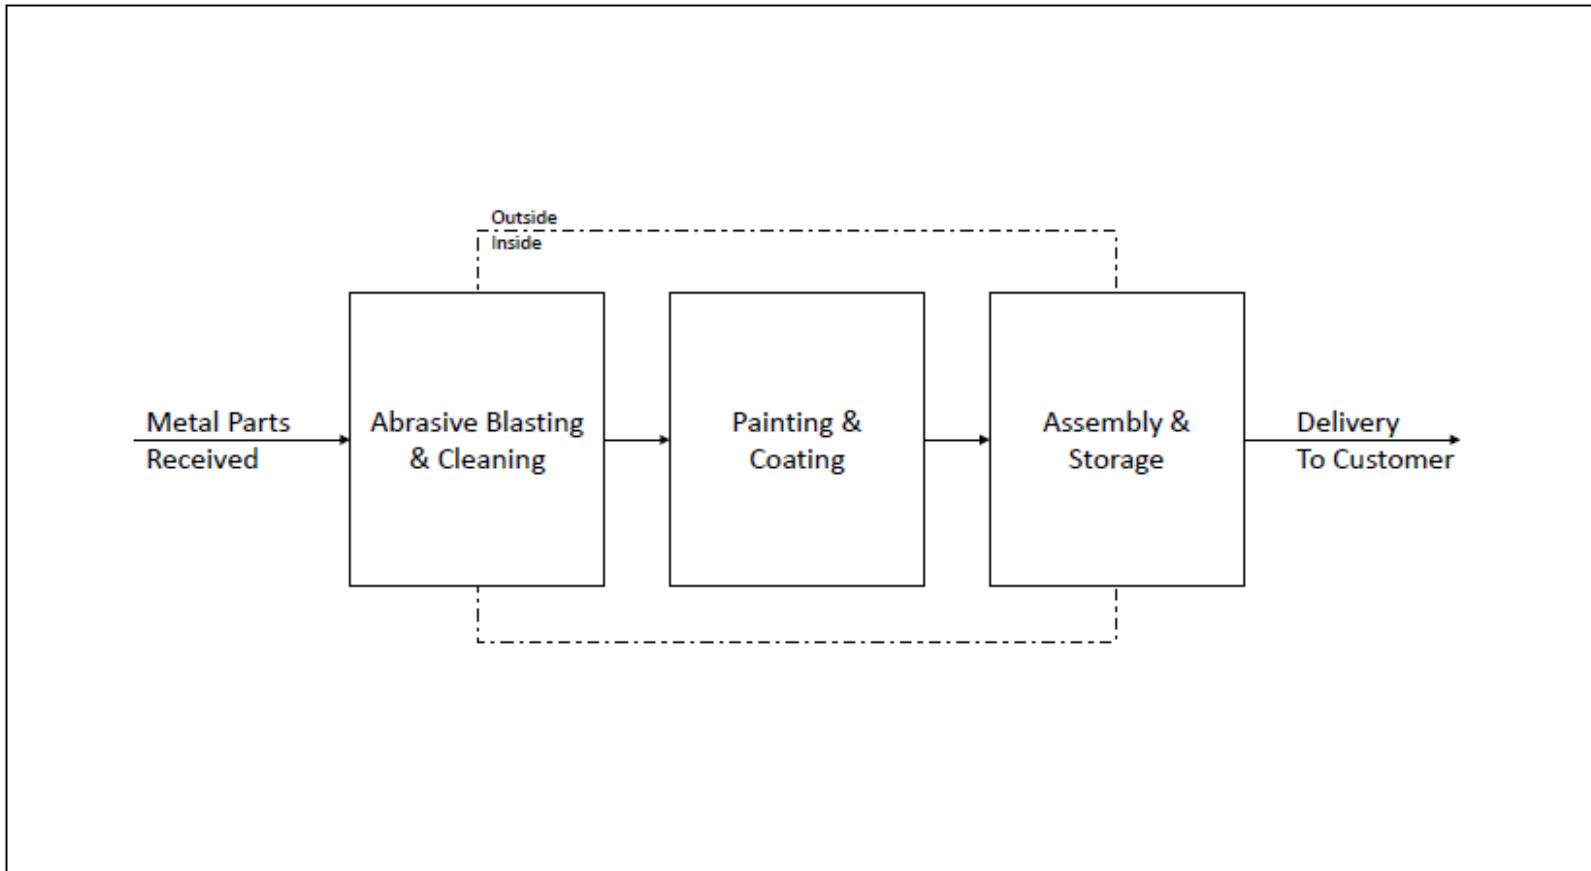 Outside
Inside
Metal Parts
Received
Abrasive Blasting
& Cleaning
Painting &
Coating
Assembly &
Storage
Delivery
To Customer